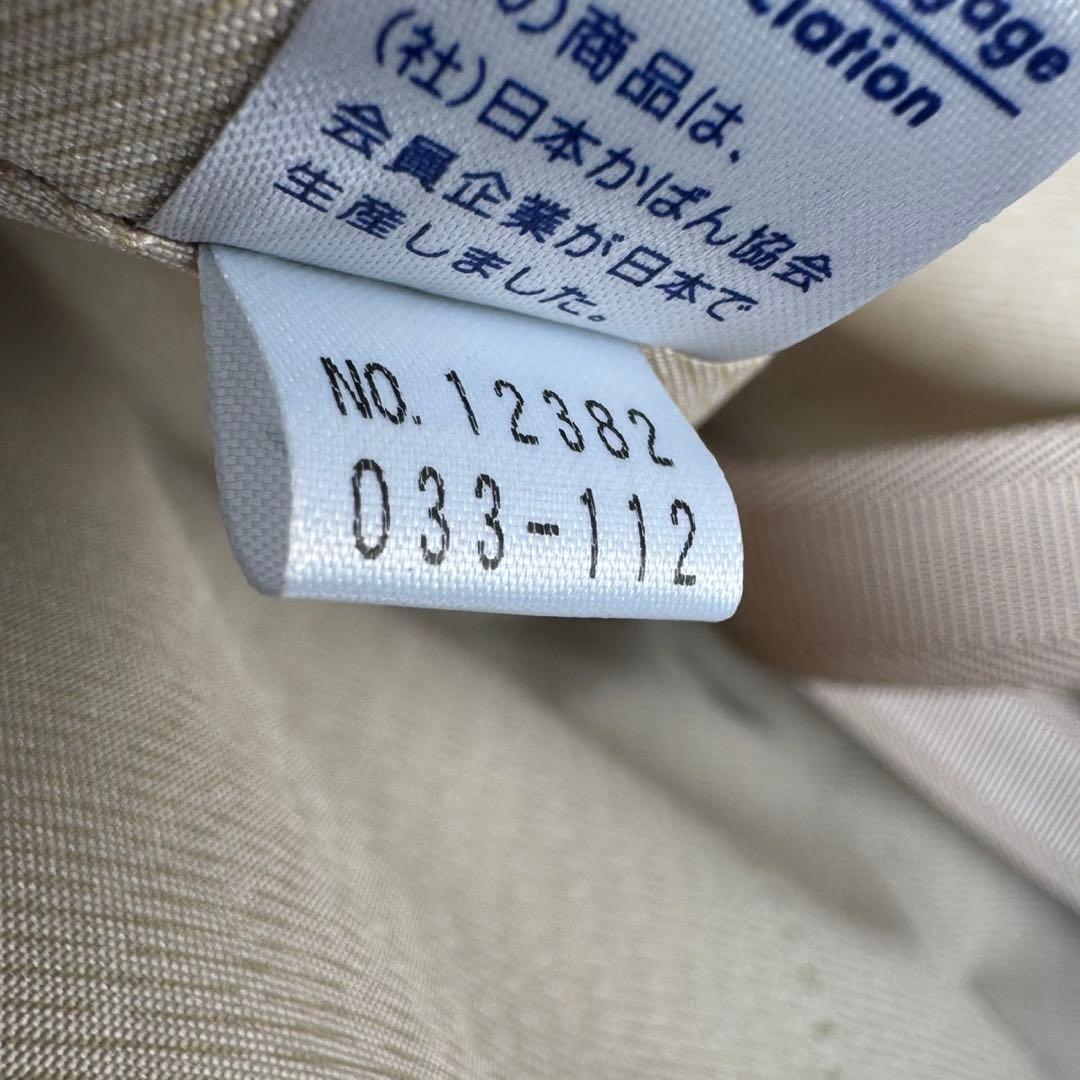 の商品は、
(社)日本かばん協会
会員企業が日本で
生産しました。
NO. 12382
033-112